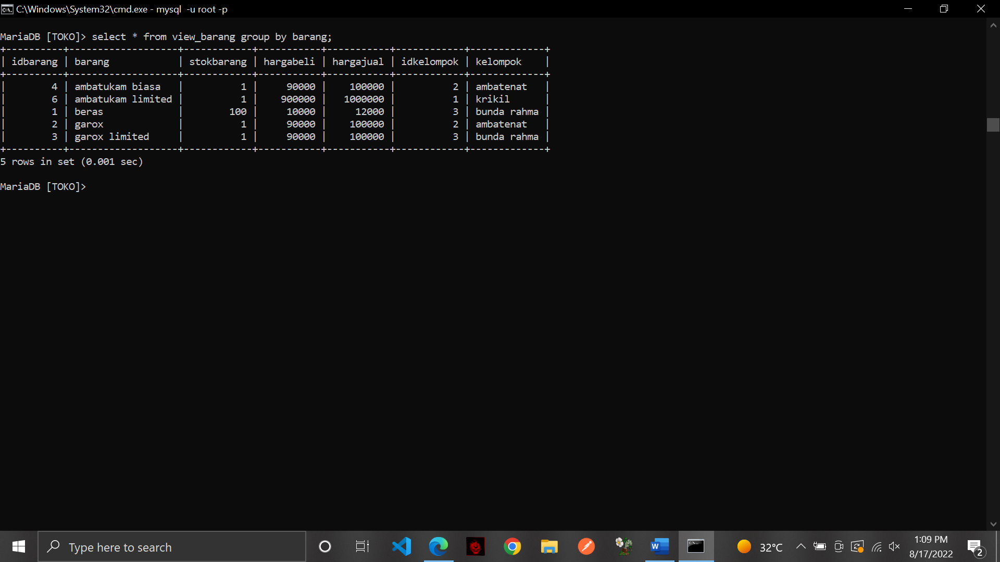 C:\Windows\System32\cmd.exe - mysql  -u root -p
MariaDB [TOKO]> select * from view_barang group by barang;
+----------+-------------------+------------+-----------+-----------+------------+-------------+
| idbarang | barang            | stokbarang | hargabeli | hargajual | idkelompok | kelompok    |
+----------+-------------------+------------+-----------+-----------+------------+-------------+
|        4 | ambatukam biasa   |          1 |     90000 |    100000 |          2 | ambatenat   |
|        6 | ambatukam limited |          1 |    900000 |   1000000 |          1 | krikil      |
|        1 | beras             |        100 |     10000 |     12000 |          3 | bunda rahma |
|        2 | garox             |          1 |     90000 |    100000 |          2 | ambatenat   |
|        3 | garox limited     |          1 |     90000 |    100000 |          3 | bunda rahma |
+----------+-------------------+------------+-----------+-----------+------------+-------------+
5 rows in set (0.001 sec)
MariaDB [TOKO]>
Type here to search
W
32°C
1:09 PM
8/17/2022
2